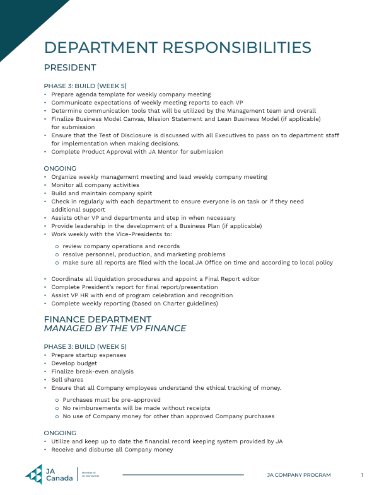 DEPARTMENT RESPONSIBILITIES
PRESIDENT
PHASE 3: BUILD (WEEK 5)
• Prepare agenda template for weekly company meeting
• Communicate expectations of weekly meeting reports to each VP
• Determine communication tools that will be utilized by the Management team and overall
• Finalize Business Model Canvas, Mission Statement and Lean Business Model (if applicable)
for submission
• Ensure that the Test of Disclosure is discussed with all Executives to pass on to department staff
for implementation when making decisions.
• Complete Product Approval with JA Mentor for submission
ONGOING
• Organize weekly management meeting and lead weekly company meeting
• Monitor all company activities
• Build and maintain company spirit
• Check in regularly with each department to ensure everyone is on task or if they need
additional support
• Assists other VP and departments and step in when necessary
• Provide leadership in the development of a Business Plan (if applicable)
• Work weekly with the Vice-Presidents to:
o review company operations and records
o resolve personnel, production, and marketing problems
o make sure all reports are filed with the local JA Office on time and according to local policy
• Coordinate all liquidation procedures and appoint a Final Report editor
• Complete President's report for final report/presentation
• Assist VP HR with end of program celebration and recognition
• Complete weekly reporting (based on Charter guidelines)
FINANCE DEPARTMENT
MANAGED BY THE VP FINANCE
PHASE 3: BUILD (WEEK 5)
• Prepare startup expenses
• Develop budget
• Finalize break-even analysis
• Sell shares
• Ensure that all Company employees understand the ethical tracking of money.
o Purchases must be pre-approved
o No reimbursements will be made without receipts
o No use of Company money for other than approved Company purchases
ONGOING
• Utilize and keep up to date the financial record keeping system provided by JA
• Receive and disburse all Company money
JA
Canada
JA COMPANY PROGRAM 1